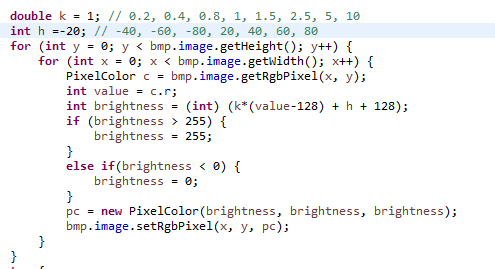 double k = 1; // 0.2, 0.4, 0.8, 1, 1.5, 2.5, 5, 10
int h =-20; // -40, -60, -80, 20, 40, 60, 80
for (int y = 0; y < bmp.image.getHeight(); y++) {
    for (int x = 0; x < bmp.image.getWidth(); x++) {
        PixelColor c = bmp.image.getRgbPixel(x, y);
        int value = c.r;
        int brightness = (int) (k*(value-128) + h + 128);
        if (brightness > 255) {
            brightness = 255;
        }
        else if(brightness < 0) {
            brightness = 0;
        }
        pc = new PixelColor(brightness, brightness, brightness);
        bmp.image.setRgbPixel(x, y, pc);
    }
}